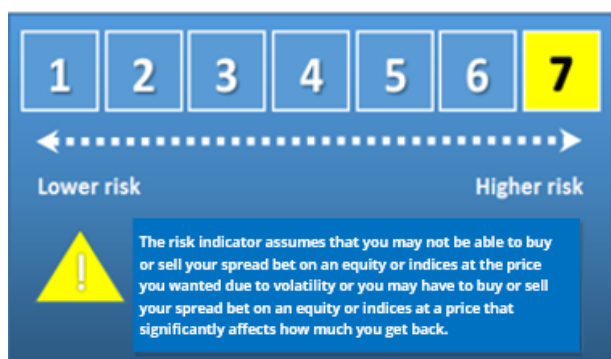 1 2 3 4 5 6 7
Lower risk Higher risk
!
The risk indicator assumes that you may not be able to buy
or sell your spread bet on an equity or indices at the price
you wanted due to volatility or you may have to buy or sell
your spread bet on an equity or indices at a price that
significantly affects how much you get back.